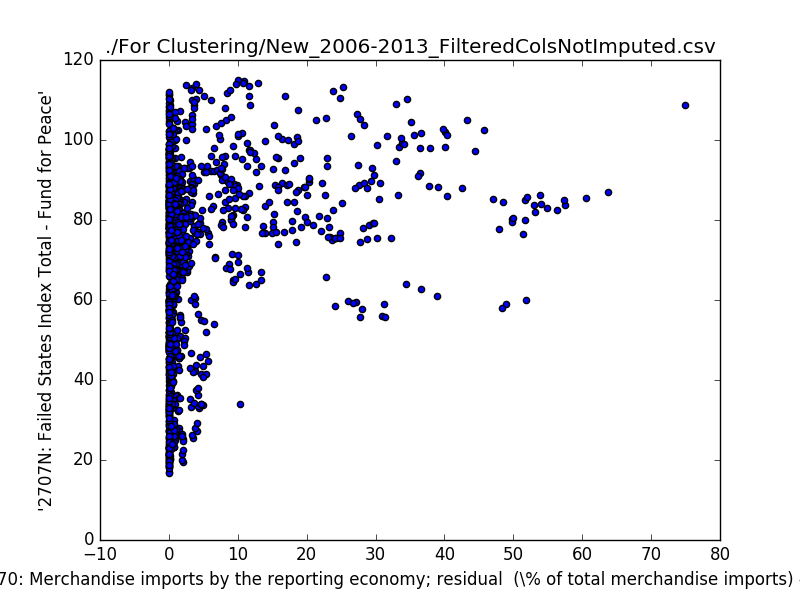 ./For Clustering/New_2006-2013_FilteredColsNotImputed.csv
120
100
80
60
40
20
0
'2707N: Failed States Index Total - Fund for Peace'
−10 0 10 20 30 40 50 60 70 80
70: Merchandise imports by the reporting economy; residual (\% of total merchandise imports)